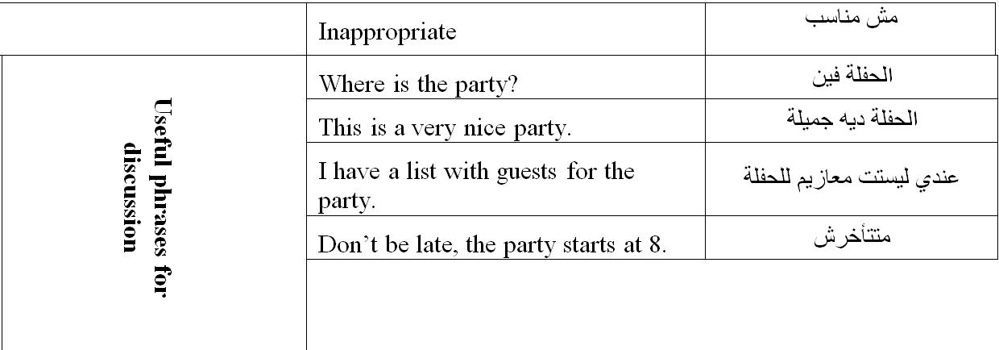 Inappropriate
مش مناسب
Useful phrases for
discussion
Where is the party?
الحفلة فين
This is a very nice party.
الحفلة ديه جميلة
I have a list with guests for the
party.
عندي ليستت معازيم للحفلة
Don’t be late, the party starts at 8.
متتأخرش